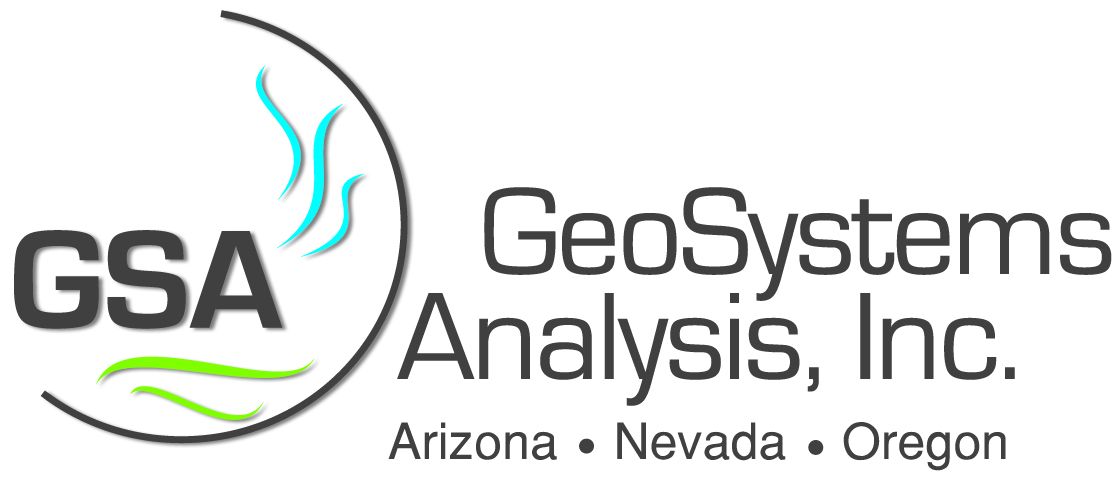 GSA
GeoSystems
Analysis, Inc.
Arizona • Nevada • Oregon